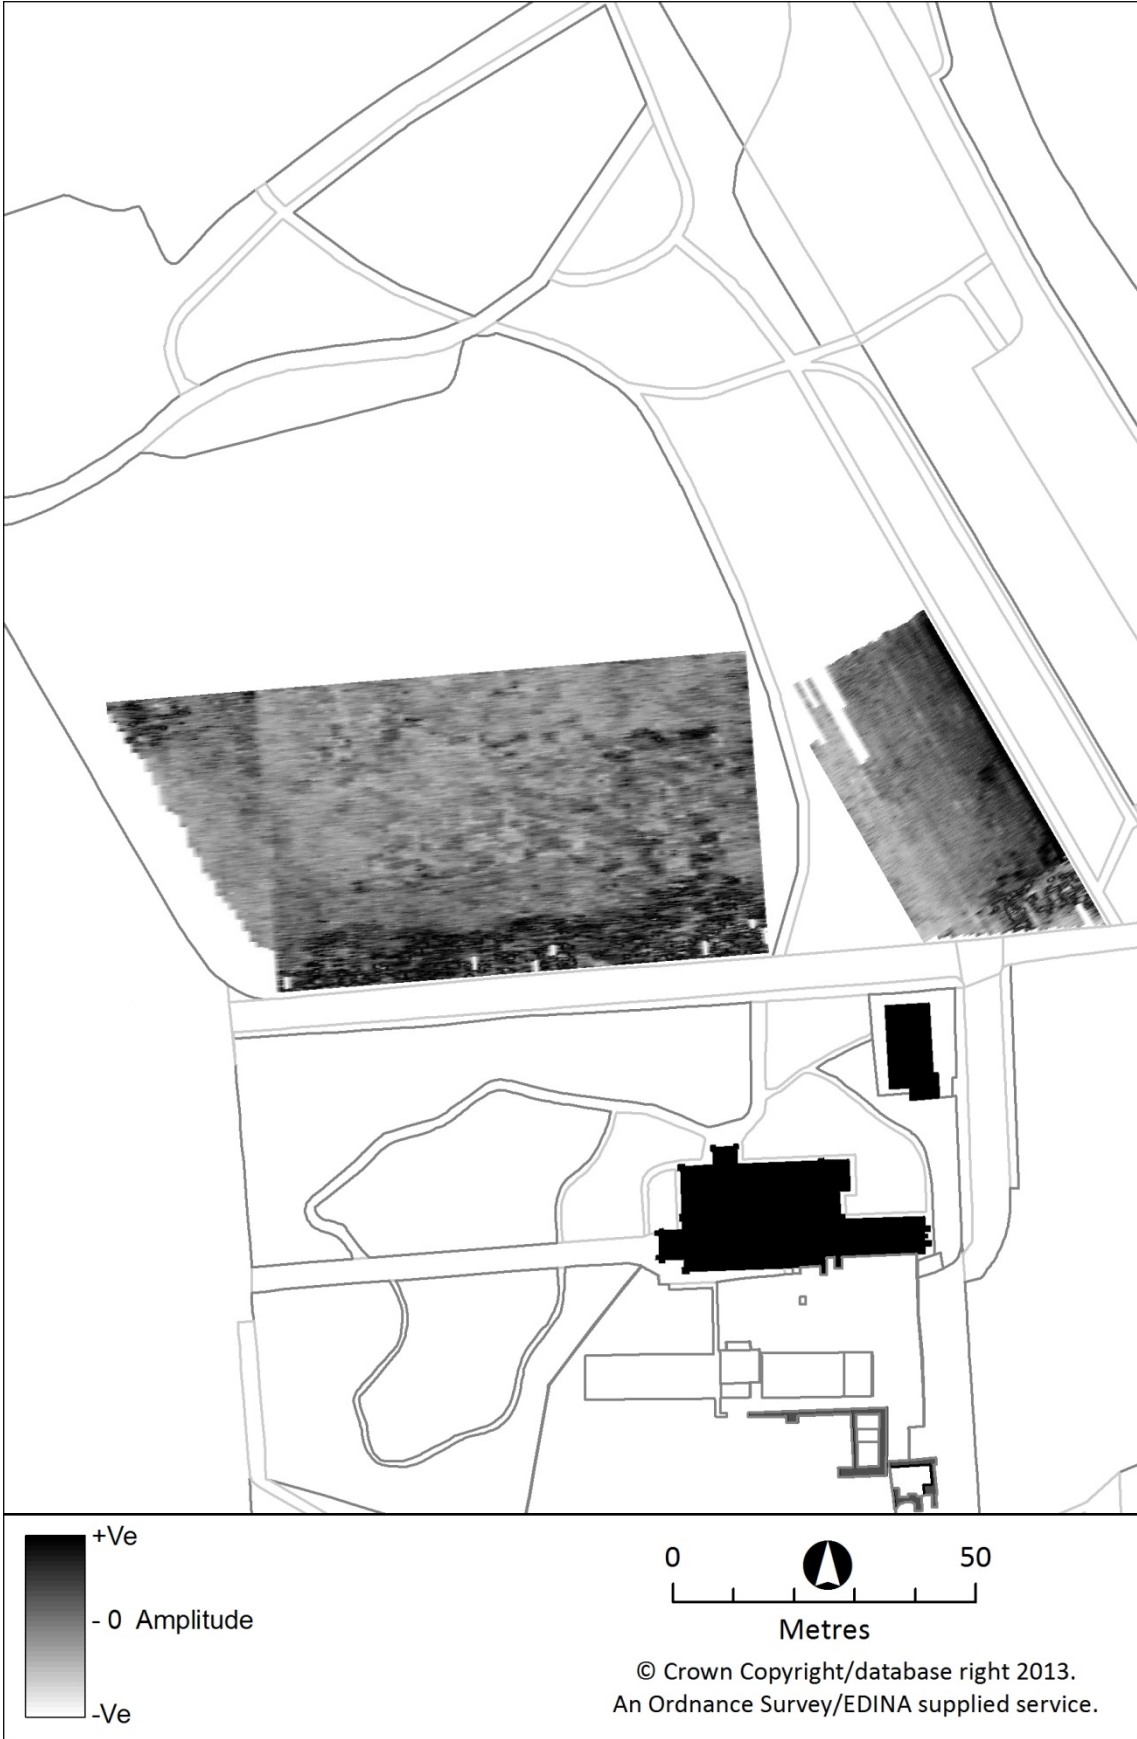 +Ve
- 0 Amplitude
-Ve
0 50
Metres
© Crown Copyright/database right 2013.
An Ordnance Survey/EDINA supplied service.